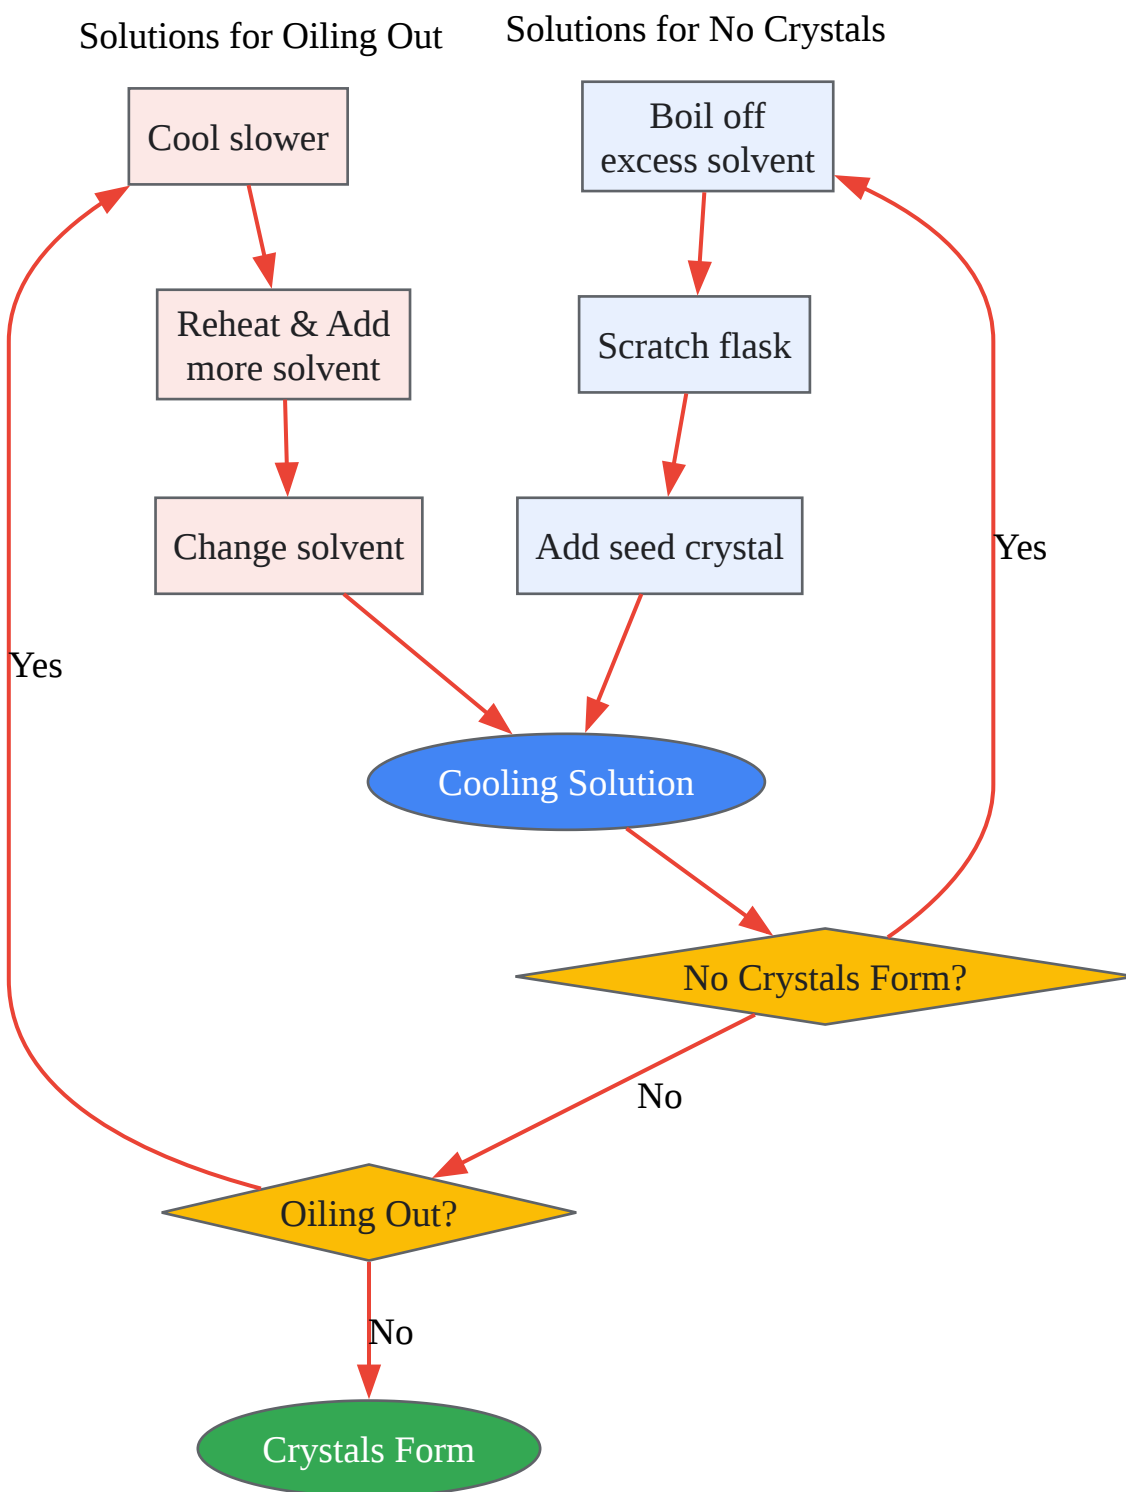 Solutions for Oiling Out
Solutions for No Crystals
Cool slower
Boil off
excess solvent
Reheat & Add
more solvent
Scratch flask
Change solvent
Add seed crystal
Yes
Yes
Cooling Solution
No Crystals Form?
No
Oiling Out?
No
Crystals Form